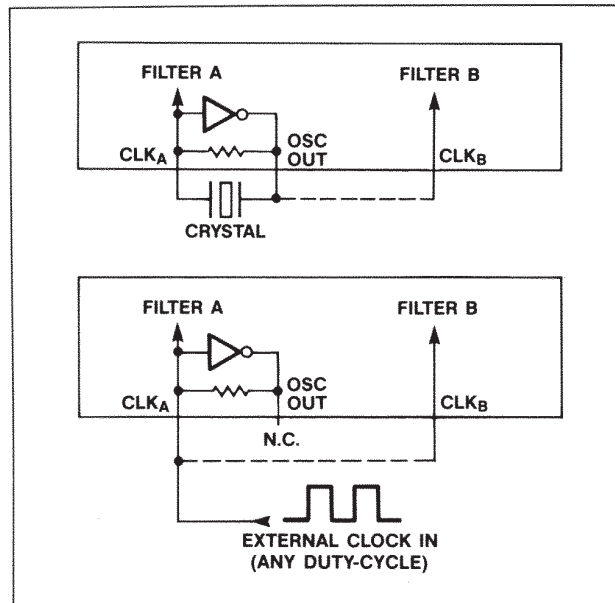 FILTER A
FILTER B
OSC
OUT
CLKA
CLKB
CRYSTAL
FILTER A
FILTER B
OSC
OUT
CLKA
CLKB
N.C.
EXTERNAL CLOCK IN
(ANY DUTY-CYCLE)